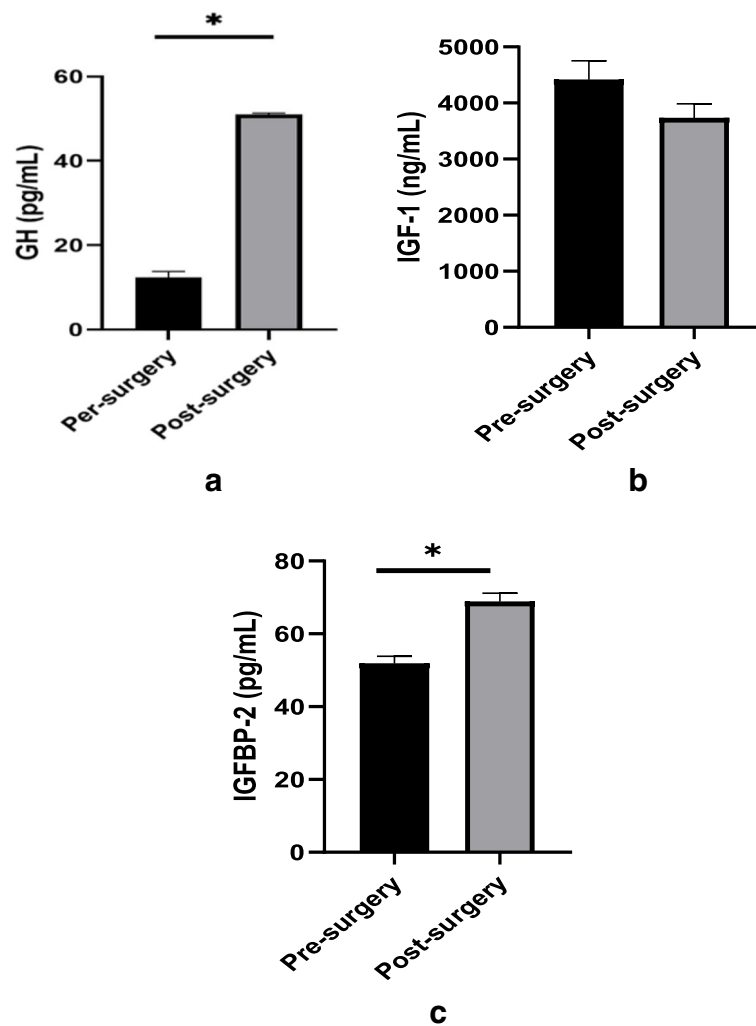 *
GH (pg/mL)
60
40
20
0
Per-surgery
Post-surgery
a
IGF-1 (ng/mL)
5000
4000
3000
2000
1000
0
Pre-surgery
Post-surgery
b
*
IGFBP-2 (pg/mL)
80
60
40
20
0
Pre-surgery
Post-surgery
c